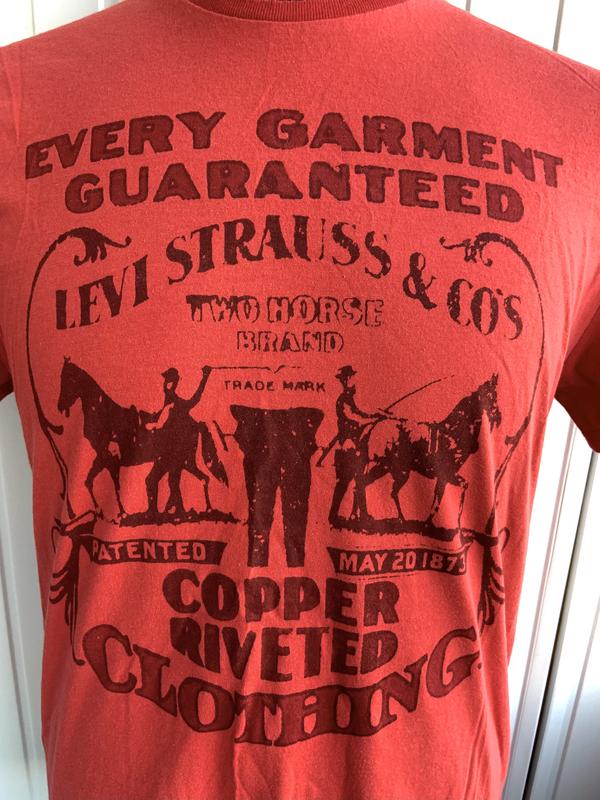 EVERY GARMENT
GUARANTEED
LEVI STRAUSS & CO'S
TWO HORSE
BRAND
TRADE MARK
PATENTED
MAY 20 1873
COPPER
RIVETED
CLOTHING